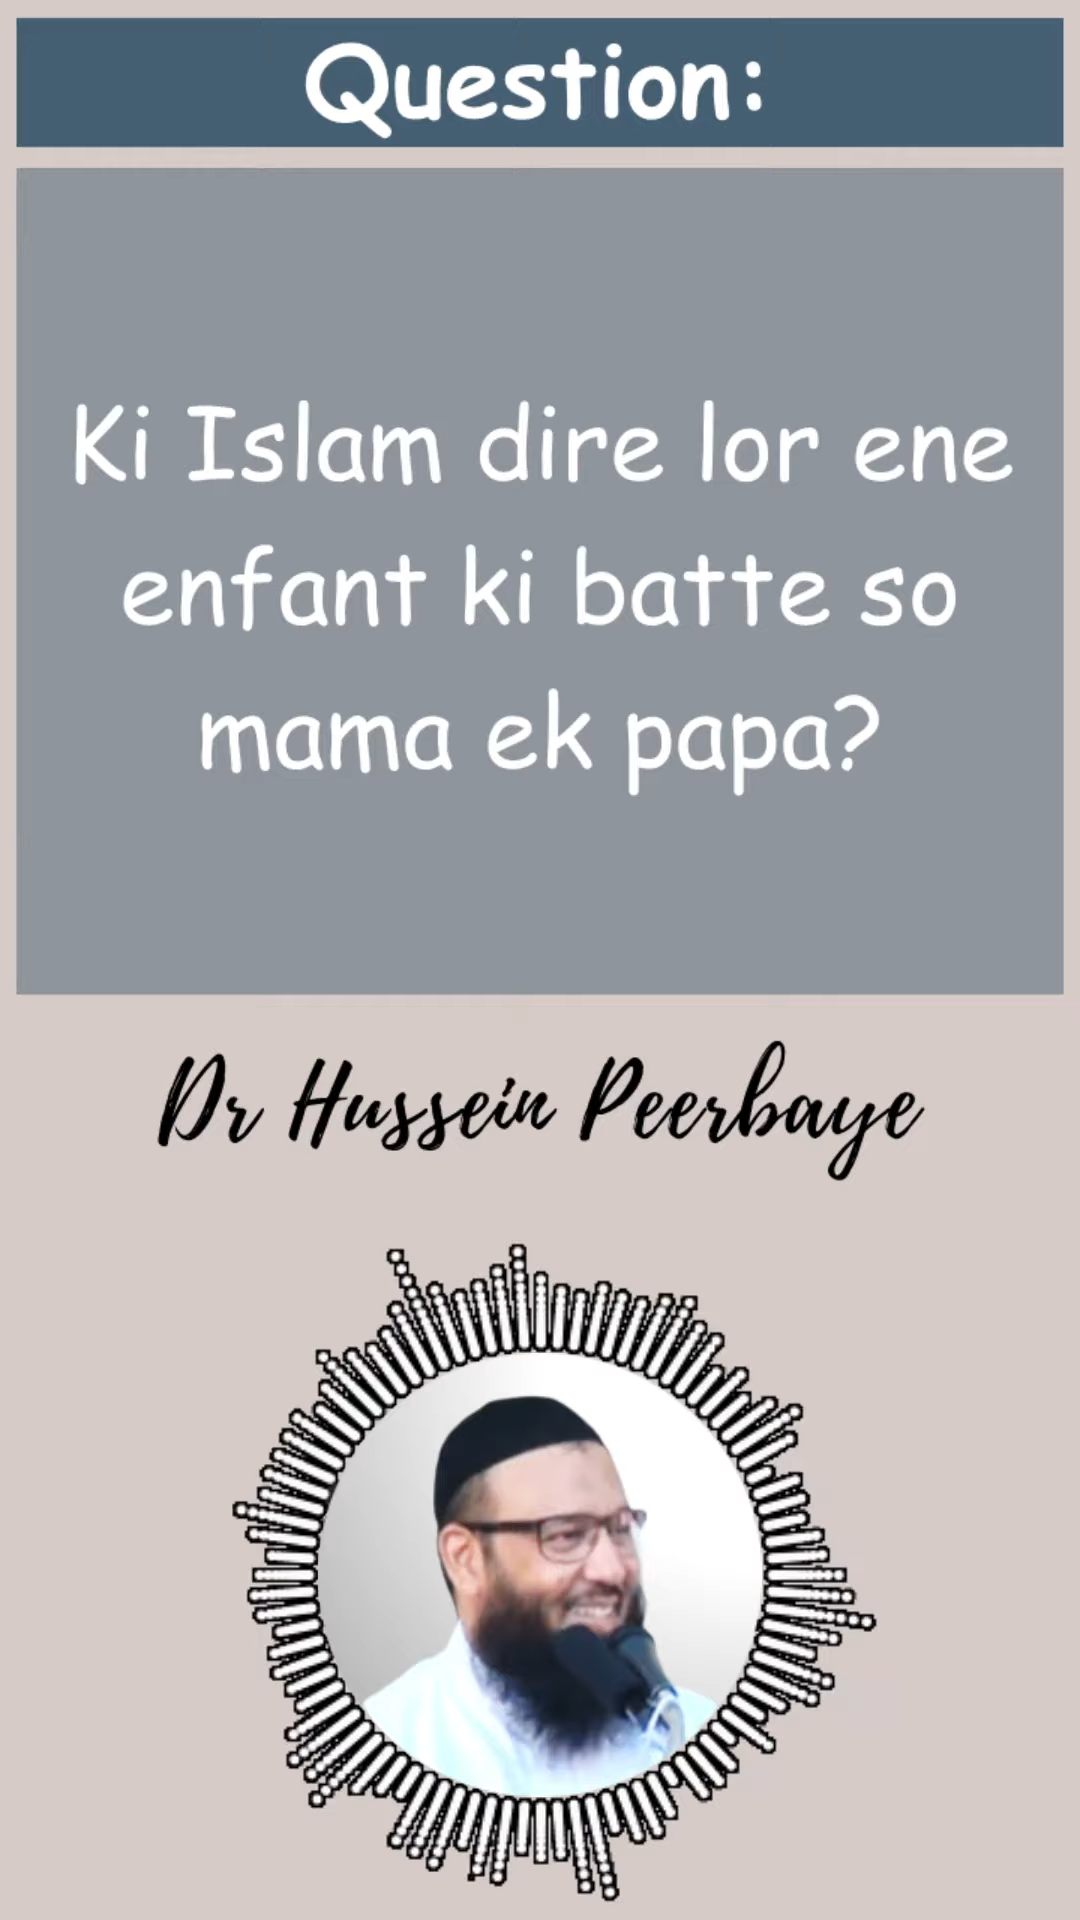 Question:
Ki Islam dire lor ene
enfant ki batte so
mama ek papa?
Dr Hussein Peerbaye